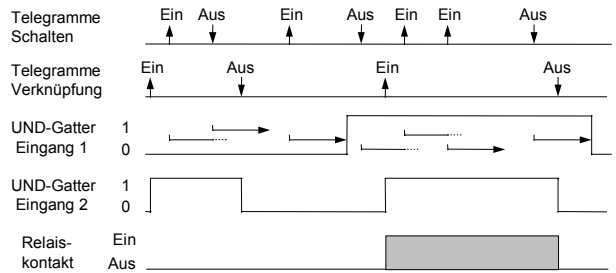 Telegramme Schalten Ein Aus Ein Aus Ein Ein Aus
Telegramme Verknüpfung Ein Aus Ein Aus
UND-Gatter Eingang 1 1 0
UND-Gatter Eingang 2 1 0
Relais- kontakt Ein Aus